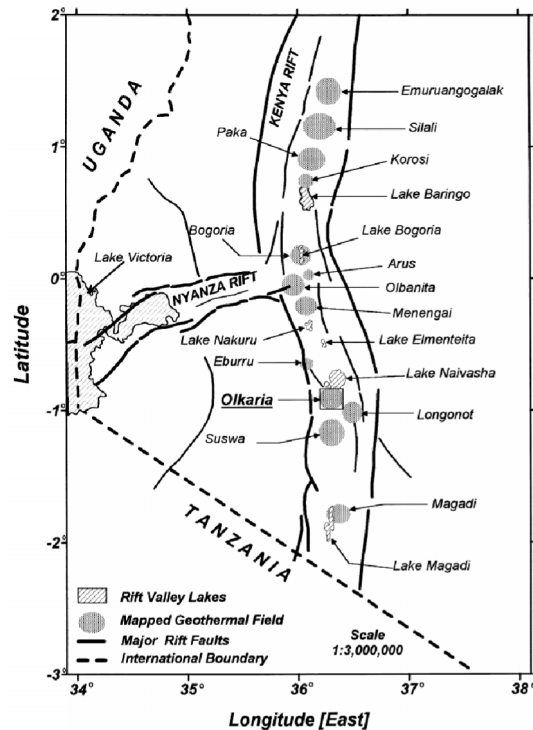 KENYA RIFT
Emuruangogalak
UGANDA
Silali
Paka
1°
Korosi
Lake Baringo
Bogoria
Lake Bogoria
Lake Victoria
Arus
0°
NYANZA RIFT
Olbanita
Menengai
Latitude
Lake Nakuru
Lake Elmenteita
Eburru
Lake Naivasha
Olkaria
-1°
Longonot
Suswa
Magadi
TANZANIA
-2°
Lake Magadi
Rift Valley Lakes
Mapped Geothermal Field
Major Rift Faults
Scale
1:3,000,000
International Boundary
-3°
34° 35° 36° 37° 38°
Longitude [East]